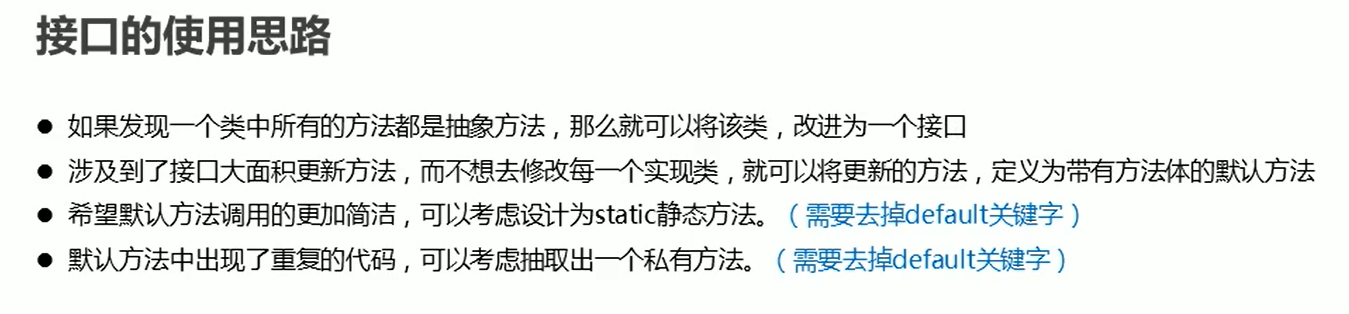 接口的使用思路
● 如果发现一个类中所有的方法都是抽象方法，那么就可以将该类，改进为一个接口
● 涉及到了接口大面积更新方法，而不想去修改每一个实现类，就可以将更新的方法，定义为带有方法体的默认方法
● 希望默认方法调用的更加简洁，可以考虑设计为static静态方法。（需要去掉default关键字）
● 默认方法中出现了重复的代码，可以考虑抽取出一个私有方法。（需要去掉default关键字）